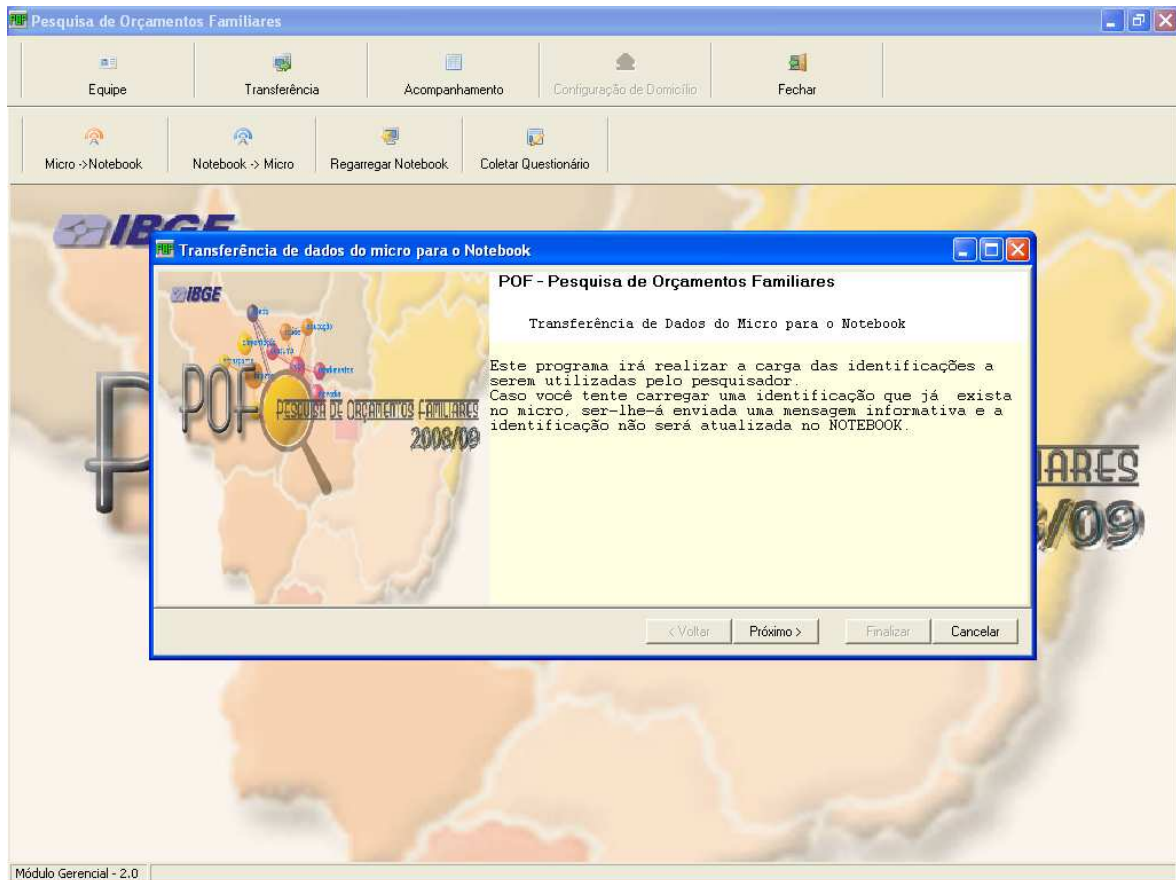 Pesquisa de Orçamentos Familiares
Equipe
Transferência
Acompanhamento
Configuração de Domicílio
Fechar
Micro ->Notebook
Notebook -> Micro
Regarregar Notebook
Coletar Questionário
IBGE
Transferência de dados do micro para o Notebook
IBGE
POF
PESQUISA DE ORÇAMENTOS FAMILIARES
2008/09
POF - Pesquisa de Orçamentos Familiares
Transferência de Dados do Micro para o Notebook
Este programa irá realizar a carga das identificações a
serem utilizadas pelo pesquisador.
Caso você tente carregar uma identificação que já exista
no micro, ser-lhe-á enviada uma mensagem informativa e a
identificação não será atualizada no NOTEBOOK.
< Voltar
Próximo >
Finalizar
Cancelar
Módulo Gerencial - 2.0